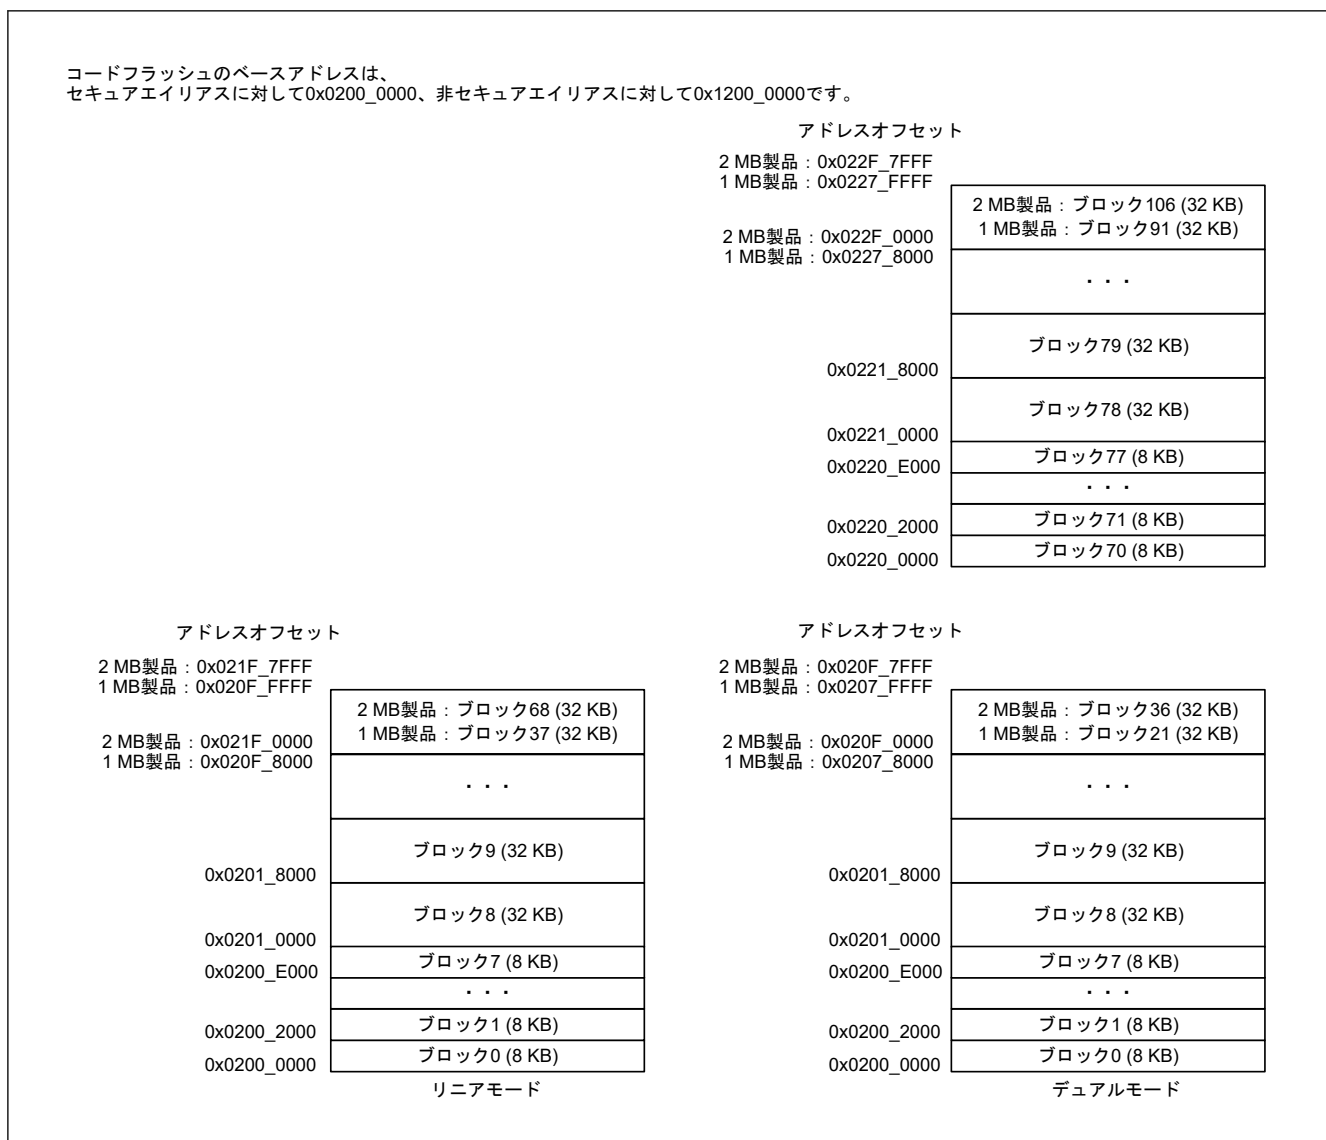 コードフラッシュのベースアドレスは、
セキュアエイリアスに対して0x0200_0000、非セキュアエイリアスに対して0x1200_0000です。
アドレスオフセット
2 MB製品：0x022F_7FFF
1 MB製品：0x0227_FFFF
2 MB製品：ブロック106 (32 KB)
1 MB製品：ブロック91 (32 KB)
2 MB製品：0x022F_0000
1 MB製品：0x0227_8000
・・・
ブロック79 (32 KB)
0x0221_8000
ブロック78 (32 KB)
0x0221_0000
ブロック77 (8 KB)
0x0220_E000
・・・
ブロック71 (8 KB)
0x0220_2000
ブロック70 (8 KB)
0x0220_0000
アドレスオフセット
2 MB製品：0x021F_7FFF
1 MB製品：0x020F_FFFF
2 MB製品：ブロック68 (32 KB)
1 MB製品：ブロック37 (32 KB)
2 MB製品：0x021F_0000
1 MB製品：0x020F_8000
・・・
ブロック9 (32 KB)
0x0201_8000
ブロック8 (32 KB)
0x0201_0000
ブロック7 (8 KB)
0x0200_E000
・・・
ブロック1 (8 KB)
0x0200_2000
ブロック0 (8 KB)
0x0200_0000
リニアモード
アドレスオフセット
2 MB製品：0x020F_7FFF
1 MB製品：0x0207_FFFF
2 MB製品：ブロック36 (32 KB)
1 MB製品：ブロック21 (32 KB)
2 MB製品：0x020F_0000
1 MB製品：0x0207_8000
・・・
ブロック9 (32 KB)
0x0201_8000
ブロック8 (32 KB)
0x0201_0000
ブロック7 (8 KB)
0x0200_E000
・・・
ブロック1 (8 KB)
0x0200_2000
ブロック0 (8 KB)
0x0200_0000
デュアルモード